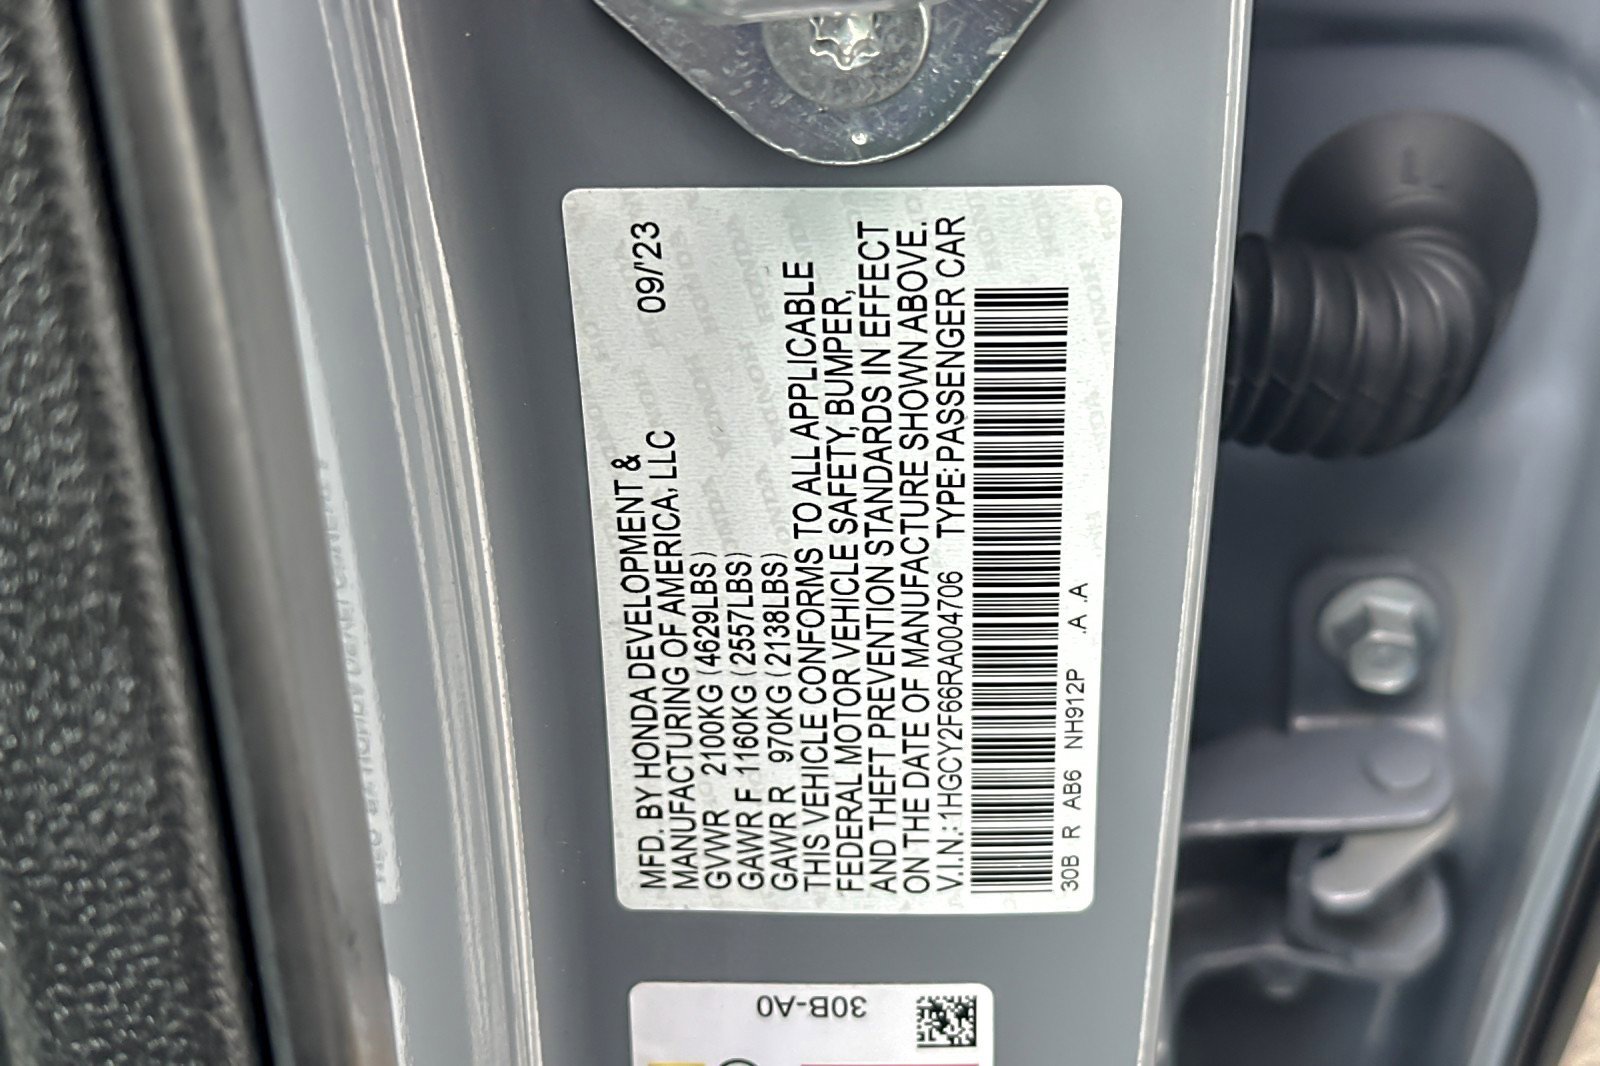 MFD. BY HONDA DEVELOPMENT &
MANUFACTURING OF AMERICA, LLC 09/'23
GVWR 2100KG (4629LBS)
GAWR F 1160KG (2557LBS)
GAWR R 970KG (2138LBS)
THIS VEHICLE CONFORMS TO ALL APPLICABLE
FEDERAL MOTOR VEHICLE SAFETY, BUMPER,
AND THEFT PREVENTION STANDARDS IN EFFECT
ON THE DATE OF MANUFACTURE SHOWN ABOVE.
V.I.N.: 1HGCY2F66RA004706 TYPE: PASSENGER CAR
30B R AB6 NH912P .A .A
30B-A0